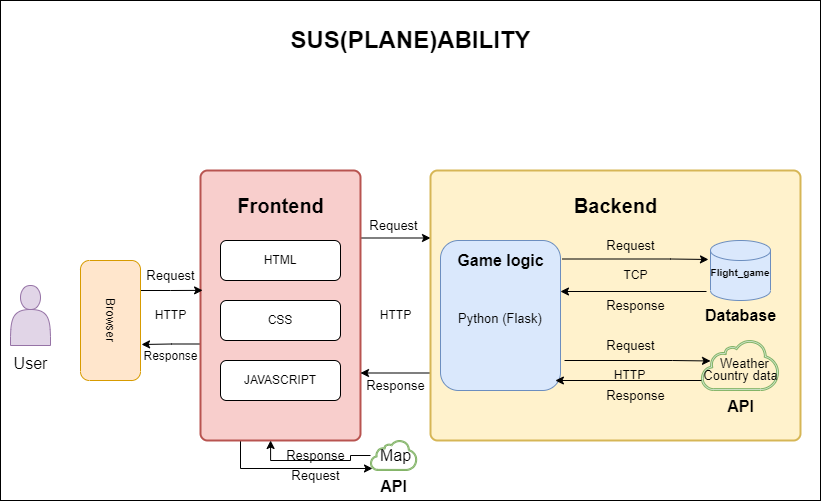 SUS(PLANE)ABILITY
Frontend
Backend
HTML
CSS
JAVASCRIPT
User
Browser
Request
HTTP
Response
Request
HTTP
Response
Game logic
Python (Flask)
Request
TCP
Response
Flight_game
Database
Request
HTTP
Response
Weather
Country data
API
Response
Request
Map
API